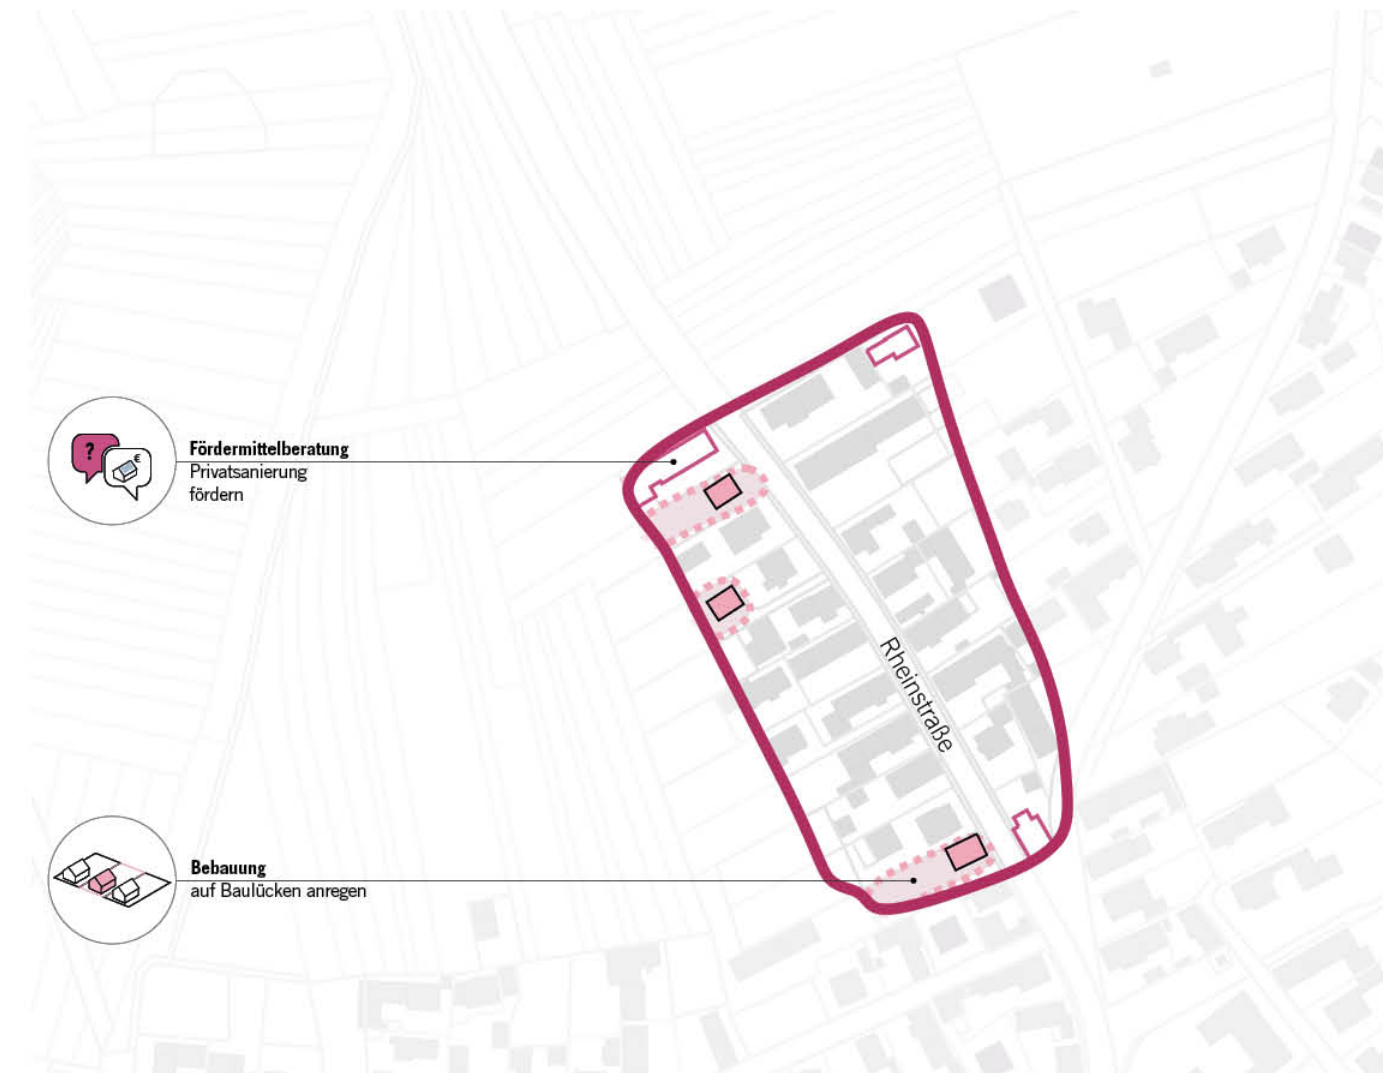 ?
€
Fördermittelberatung
Privatsanierung
fördern
Rheinstraße
Bebauung
auf Baulücken anregen